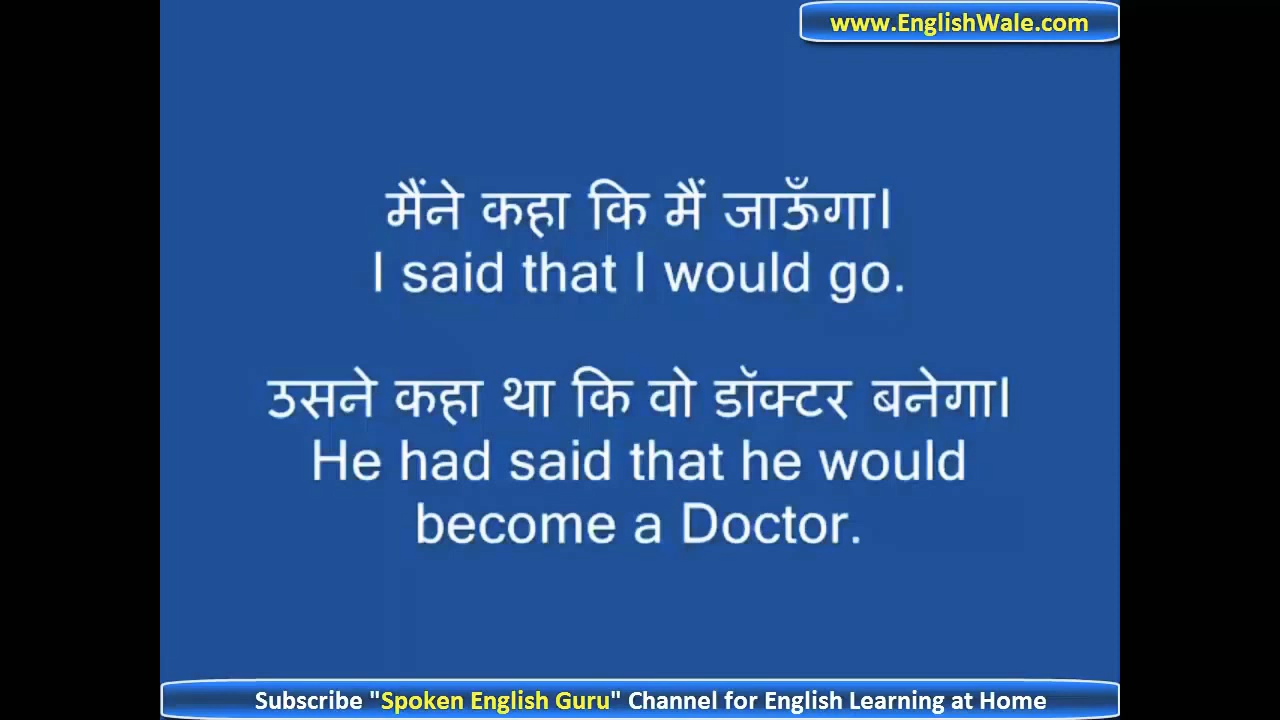 www.EnglishWale.com
मैंने कहा कि मैं जाऊँगा।
I said that I would go.
उसने कहा था कि वो डॉक्टर बनेगा।
He had said that he would
become a Doctor.
Subscribe "Spoken English Guru" Channel for English Learning at Home